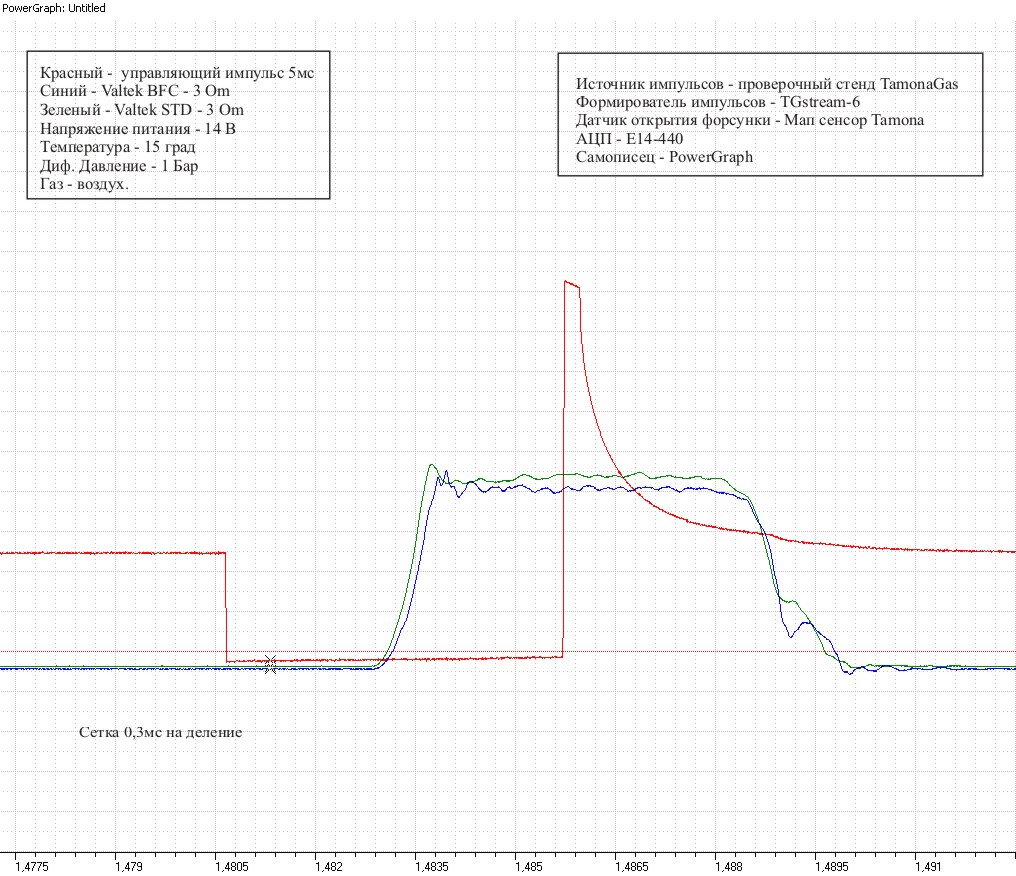 PowerGraph: Untitled
Красный - управляющий импульс 5мс
Синий - Valtek BFC - 3 Om
Зеленый - Valtek STD - 3 Om
Напряжение питания - 14 В
Температура - 15 град
Диф. Давление - 1 Бар
Газ - воздух.
Источник импульсов - проверочный стенд TamonaGas
Формирователь импульсов - TGstream-6
Датчик открытия форсунки - Мап сенсор Tamona
АЦП - E14-440
Самописец - PowerGraph
Сетка 0,3мс на деление
1,4775 1,479 1,4805 1,482 1,4835 1,485 1,4865 1,488 1,4895 1,491